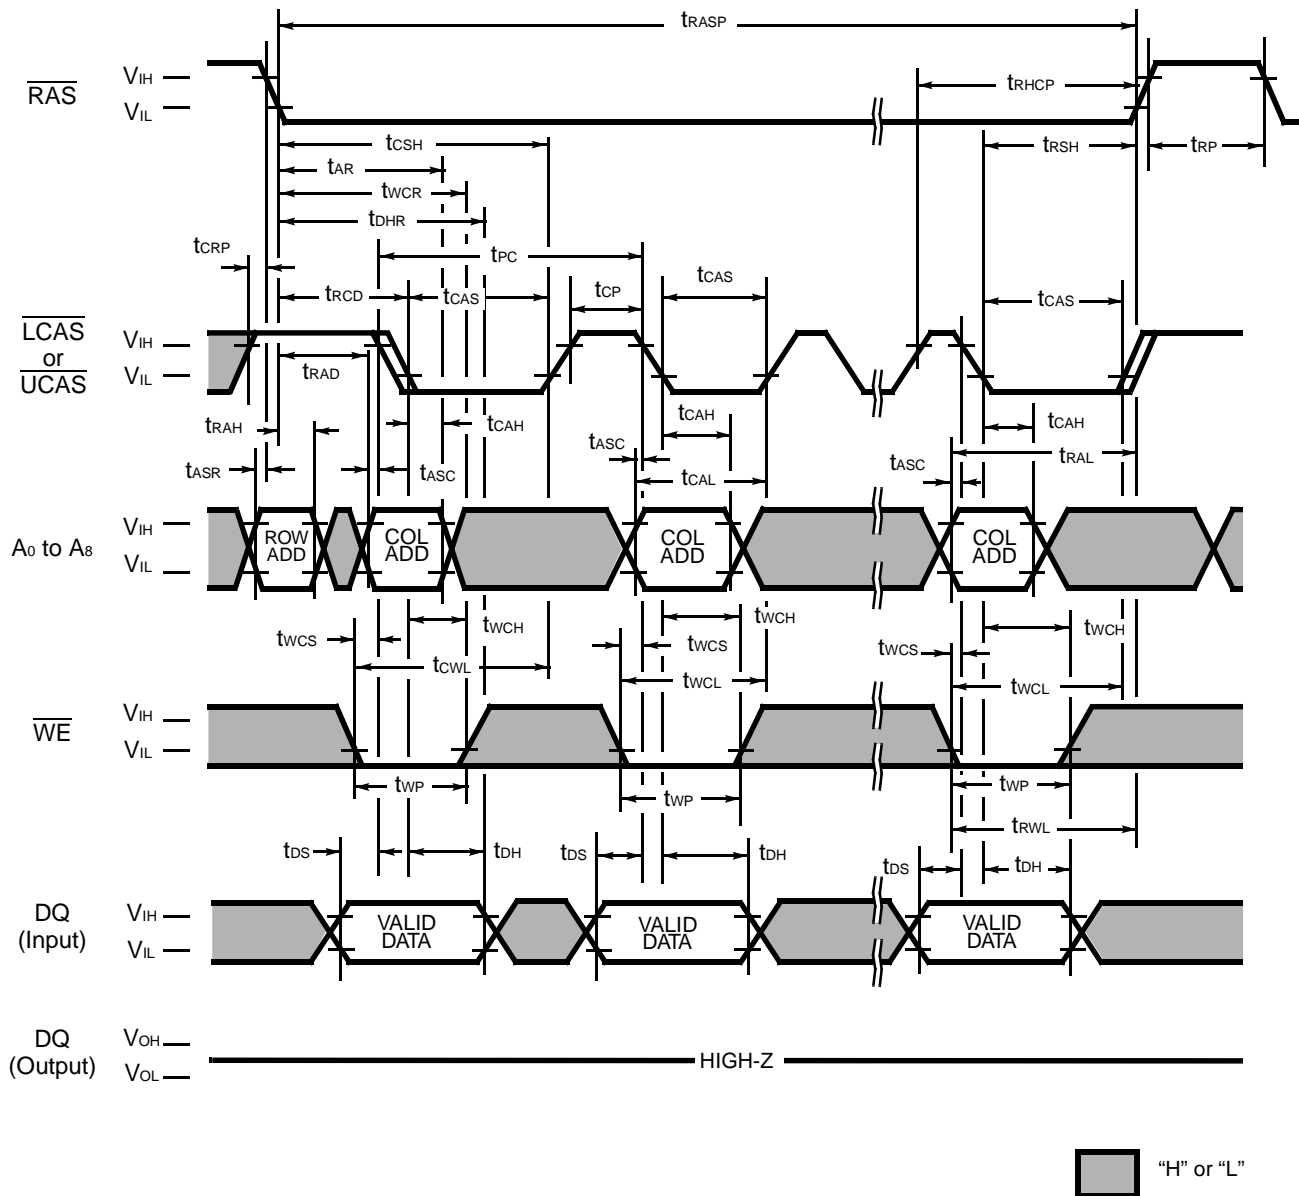 tRASP
RAS
VIH
VIL
tRHCP
tCSH
tRSH
tRP
tAR
tWCR
tDHR
tCRP
tPC
tCAS
tRCD
tCAS
tCP
tCAS
LCAS
or
UCAS
VIH
VIL
tRAD
tRAH
tCAH
tCAH
tCAH
tASR
tASC
tASC
tCAL
tASC
tRAL
A0 to A8
VIH
VIL
ROW
ADD
COL
ADD
COL
ADD
COL
ADD
tWCS
tWCH
tCWL
tWCH
tWCS
tWCL
tWCS
tWCH
tWCL
WE
VIH
VIL
tWP
tWP
tWP
tRWL
tDS
tDH
tDS
tDH
tDS
tDH
DQ
(Input)
VIH
VIL
VALID
DATA
VALID
DATA
VALID
DATA
DQ
(Output)
VOH
VOL
HIGH-Z
“H” or “L”